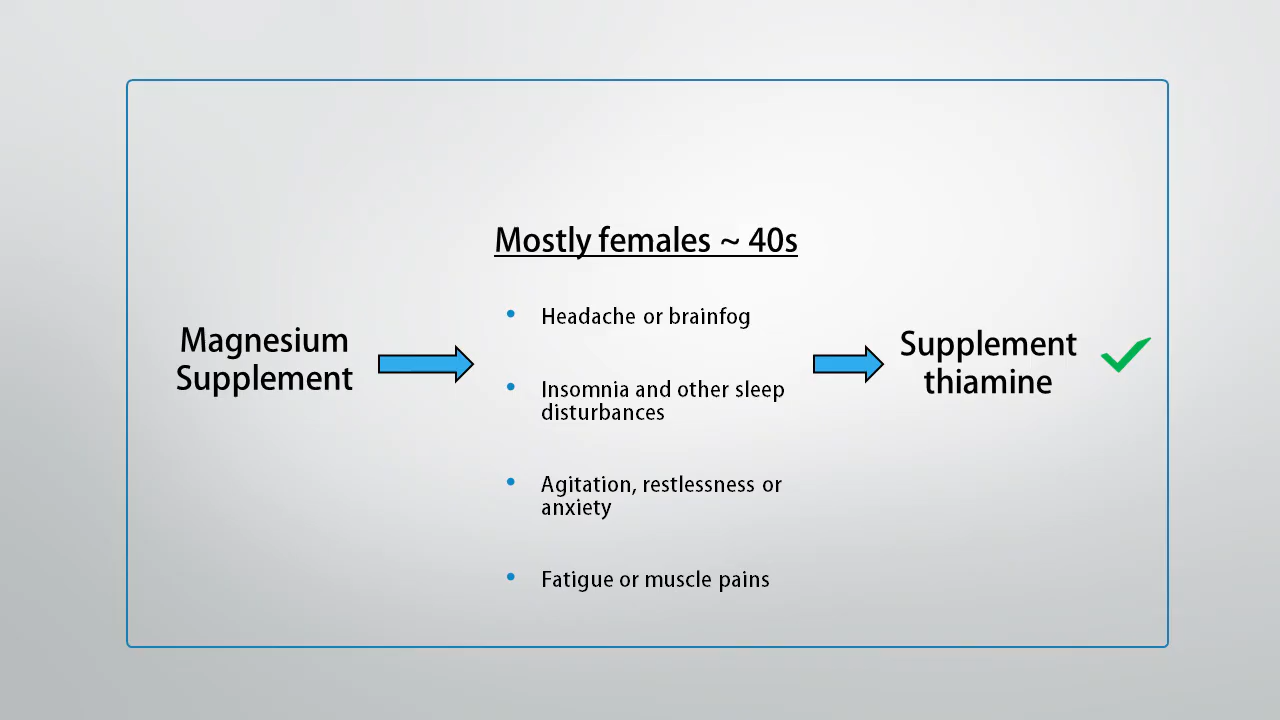 Mostly females ~ 40s
Magnesium
Supplement
• Headache or brainfog
• Insomnia and other sleep
disturbances
• Agitation, restlessness or
anxiety
• Fatigue or muscle pains
Supplement
thiamine